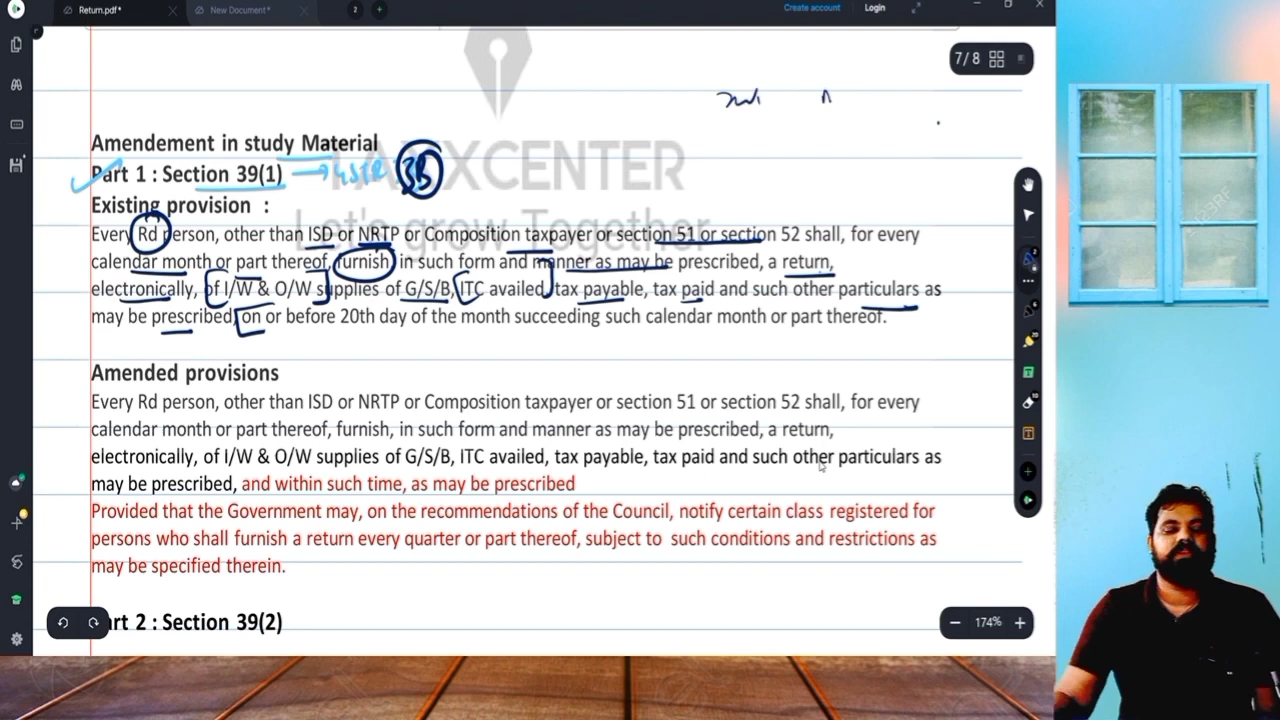 Return.pdf*
New Document*
2
Create account
Login
7/8
Amendement in study Material
TAXXCENTER
Part 1 : Section 39(1) → GSTR 3B
Let's grow Together
Existing provision :
Every Rd person, other than ISD or NRTP or Composition taxpayer or section 51 or section 52 shall, for every
calendar month or part thereof, furnish, in such form and manner as may be prescribed, a return,
electronically, of I/W & O/W supplies of G/S/B, ITC availed, tax payable, tax paid and such other particulars as
may be prescribed, on or before 20th day of the month succeeding such calendar month or part thereof.
Amended provisions
Every Rd person, other than ISD or NRTP or Composition taxpayer or section 51 or section 52 shall, for every
calendar month or part thereof, furnish, in such form and manner as may be prescribed, a return,
electronically, of I/W & O/W supplies of G/S/B, ITC availed, tax payable, tax paid and such other particulars as
may be prescribed, and within such time, as may be prescribed
Provided that the Government may, on the recommendations of the Council, notify certain class registered for
persons who shall furnish a return every quarter or part thereof, subject to such conditions and restrictions as
may be specified therein.
art 2 : Section 39(2)
174%